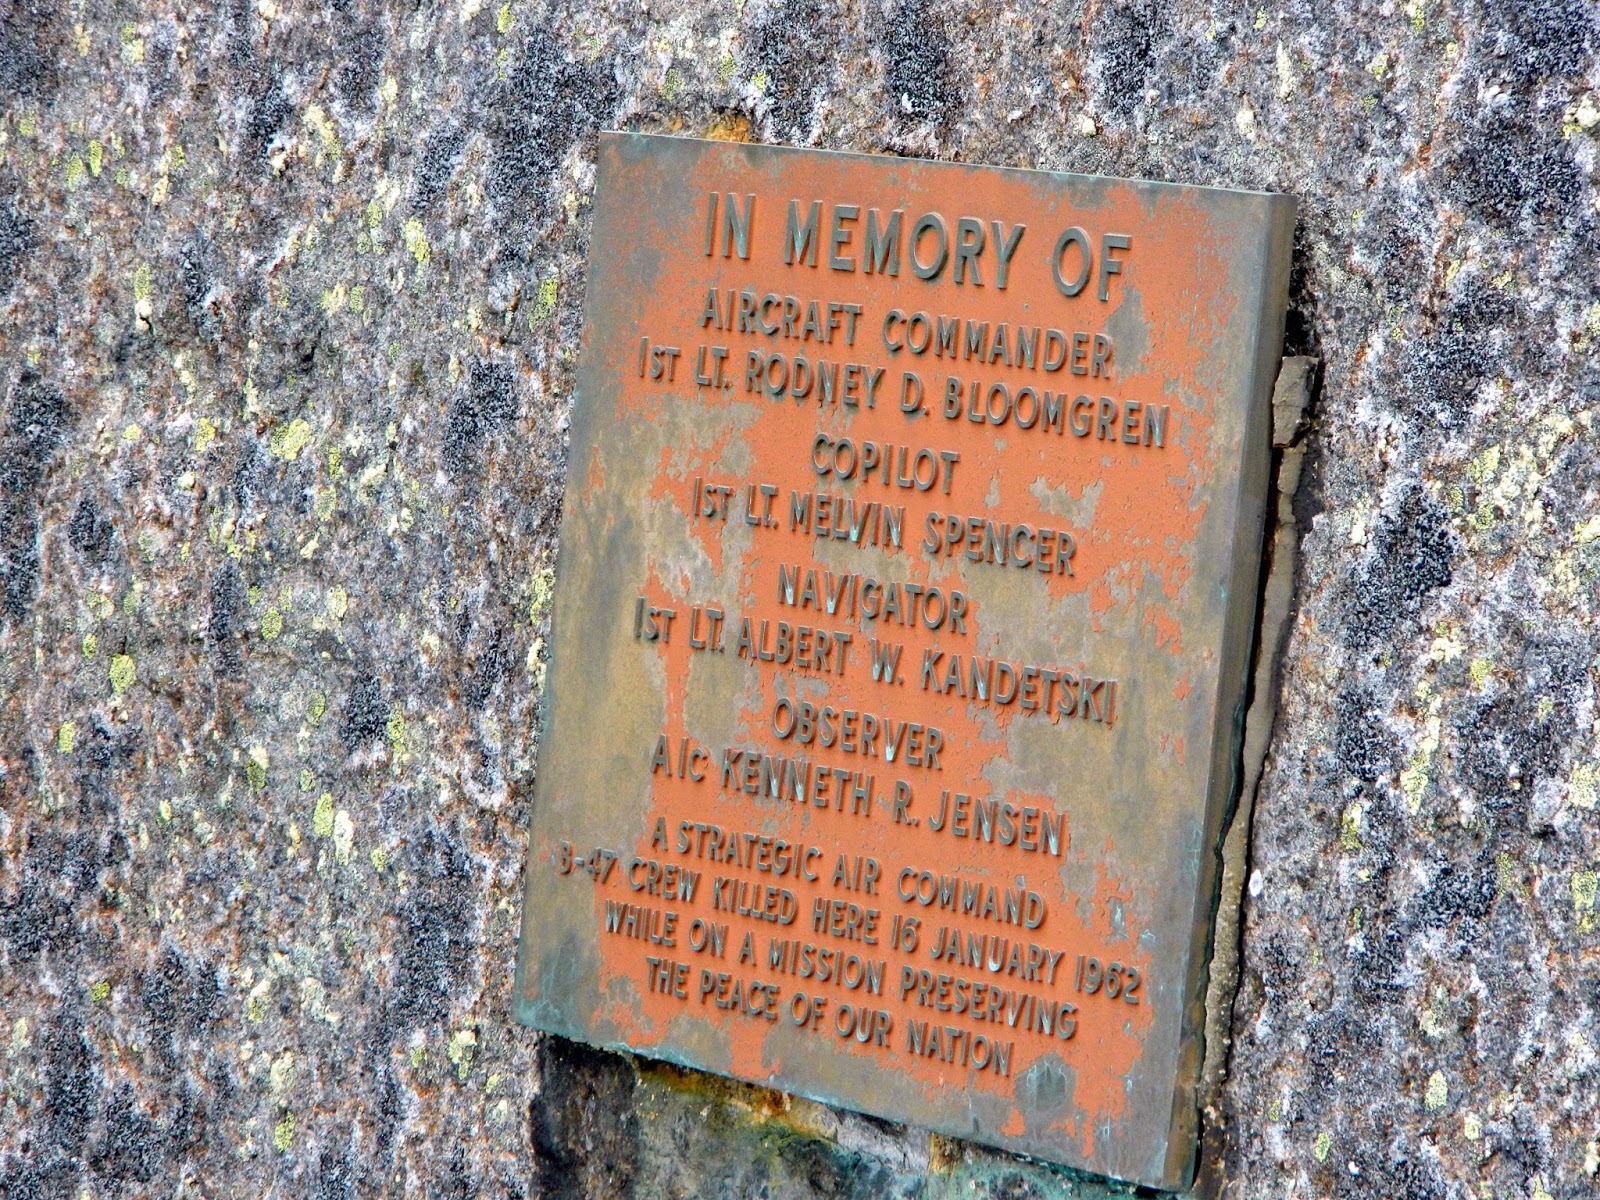 IN MEMORY OF
AIRCRAFT COMMANDER
1ST LT. RODNEY D. BLOOMGREN
COPILOT
1ST LT. MELVIN SPENCER
NAVIGATOR
1ST LT. ALBERT W. KANDETSKI
OBSERVER
A1C KENNETH R. JENSEN
A STRATEGIC AIR COMMAND
B-47 CREW KILLED HERE 16 JANUARY 1962
WHILE ON A MISSION PRESERVING
THE PEACE OF OUR NATION